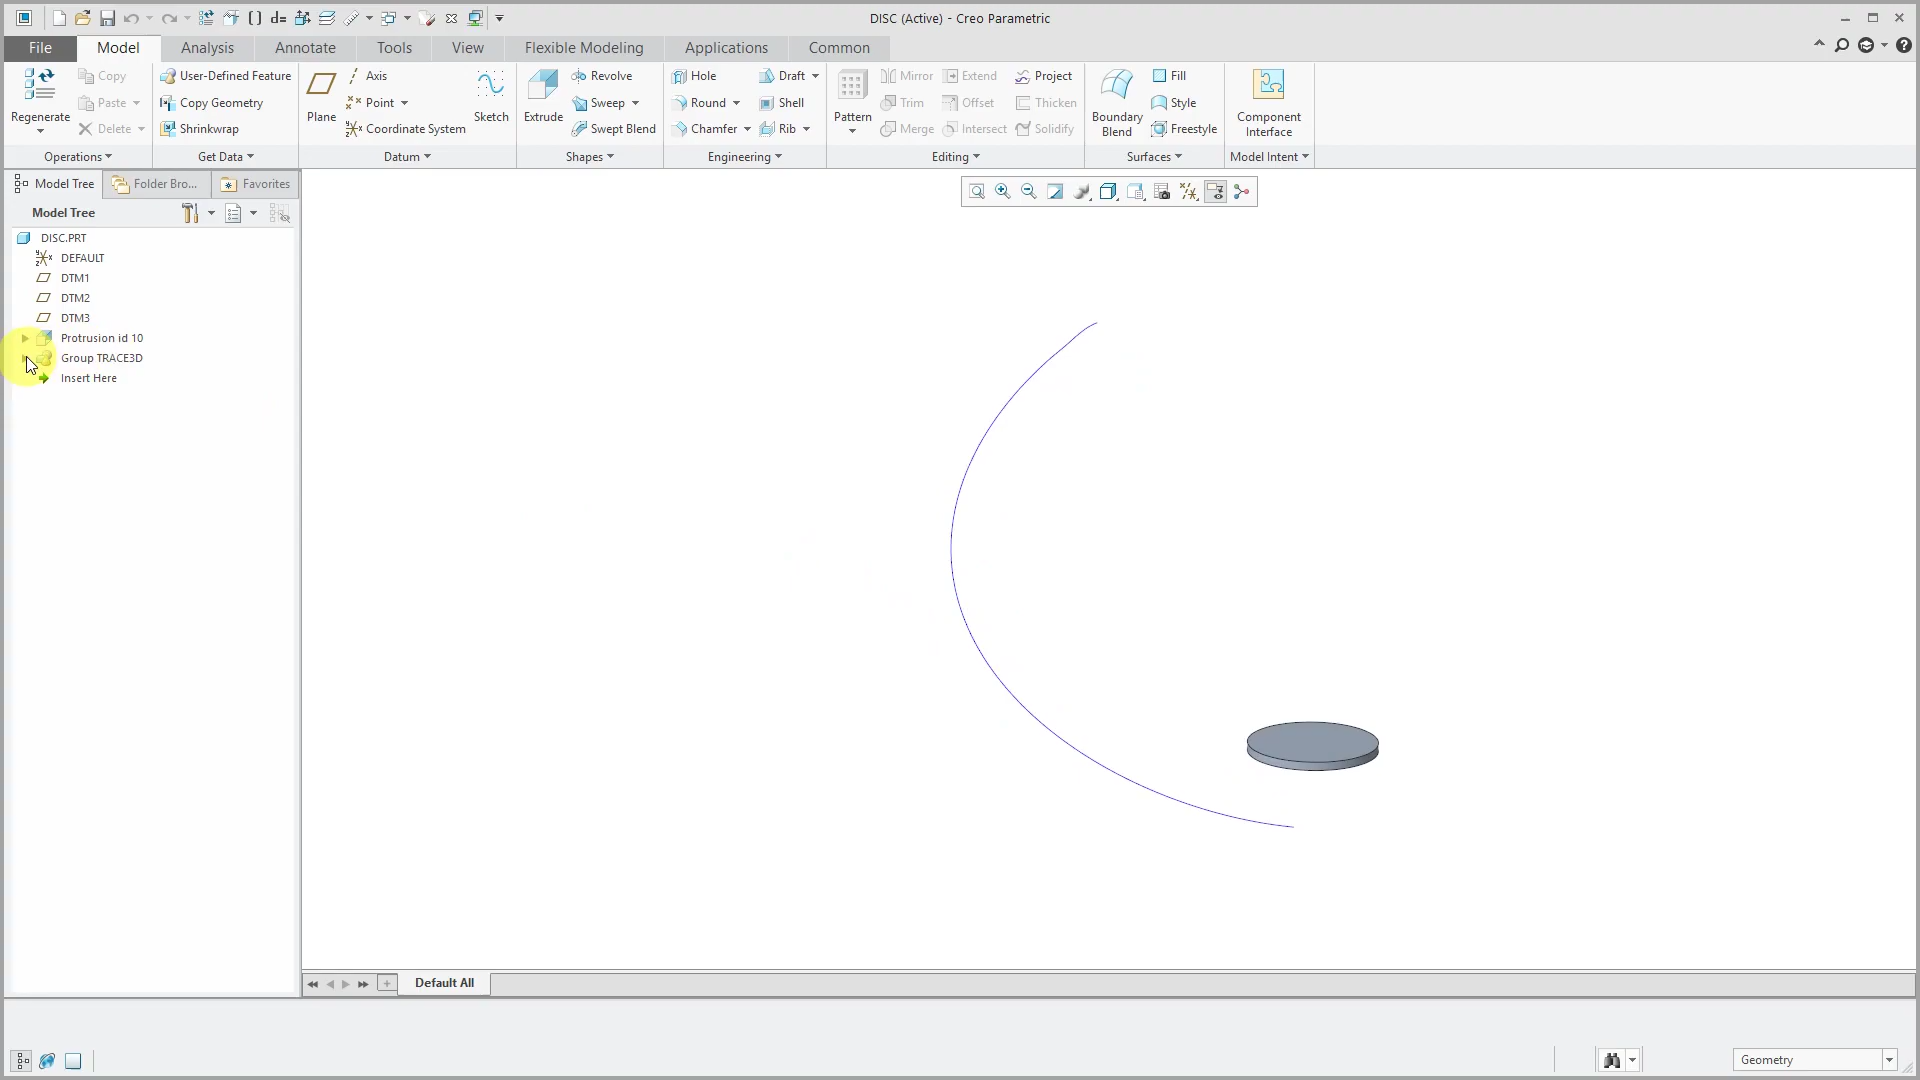 DISC (Active) - Creo Parametric
File Model Analysis Annotate Tools View Flexible Modeling Applications Common
Regenerate
Copy
Paste
Delete
Operations
User-Defined Feature
Copy Geometry
Shrinkwrap
Get Data
Plane
Axis
Point
Coordinate System
Sketch
Datum
Extrude
Revolve
Sweep
Swept Blend
Shapes
Hole
Round
Chamfer
Draft
Shell
Rib
Engineering
Pattern
Mirror
Trim
Merge
Extend
Offset
Intersect
Project
Thicken
Solidify
Editing
Boundary
Blend
Fill
Style
Freestyle
Surfaces
Component
Interface
Model Intent
Model Tree Folder Bro... Favorites
Model Tree
DISC.PRT
DEFAULT
DTM1
DTM2
DTM3
Protrusion id 10
Group TRACE3D
Insert Here
Default All
Geometry